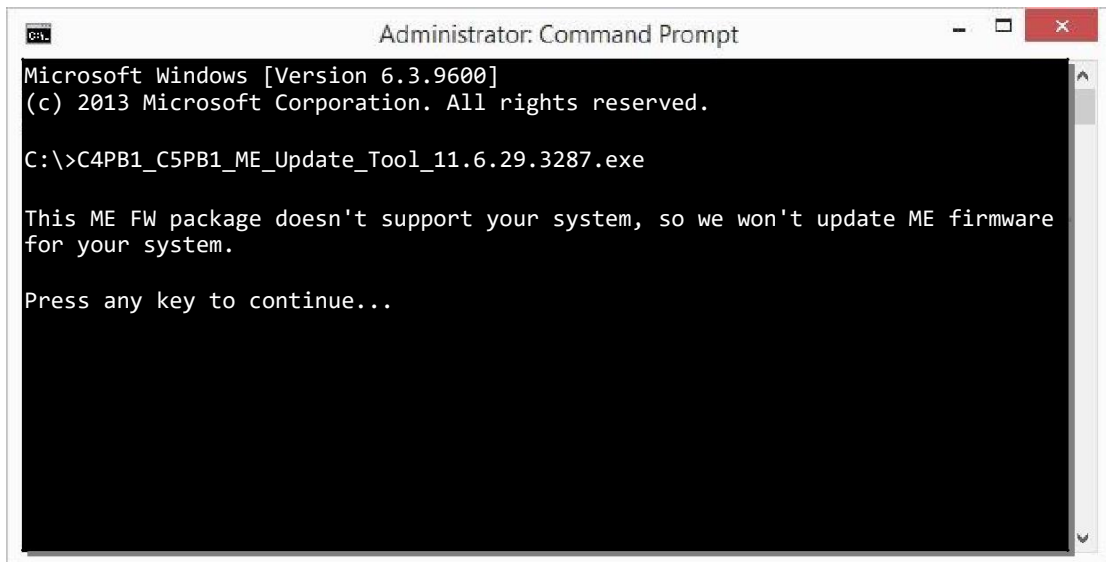 Administrator: Command Prompt
Microsoft Windows [Version 6.3.9600]
(c) 2013 Microsoft Corporation. All rights reserved.
C:\>C4PB1_C5PB1_ME_Update_Tool_11.6.29.3287.exe
This ME FW package doesn't support your system, so we won't update ME firmware
for your system.
Press any key to continue...